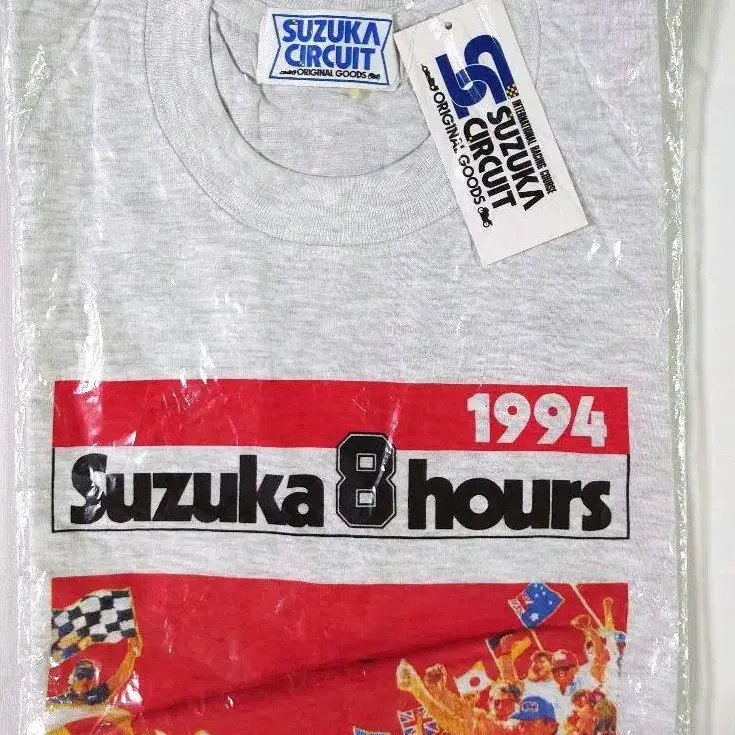 SUZUKA
CIRCUIT
ORIGINAL GOODS
INTERNATIONAL RACING COURSE
SUZUKA
CIRCUIT
ORIGINAL GOODS
1994
Suzuka 8 hours